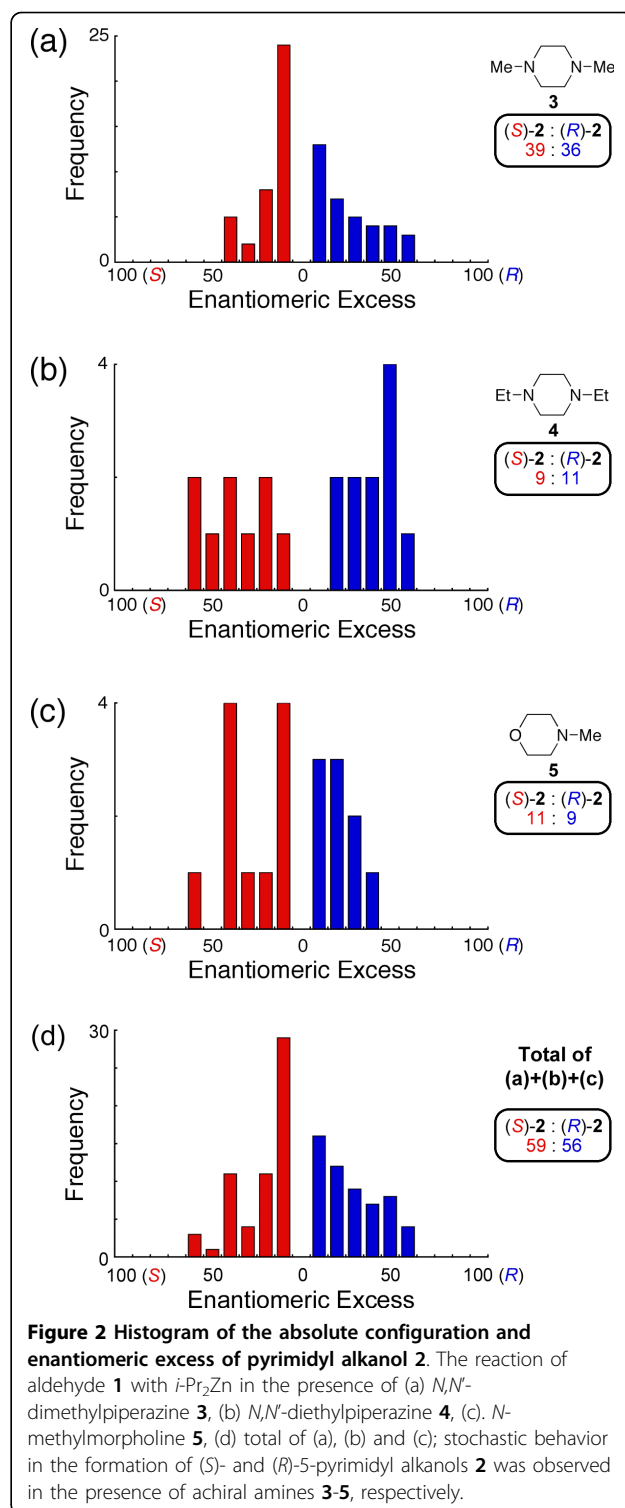 (a)
25
Frequency
0
100 (S) 50 0 50 100 (R)
Enantiomeric Excess
Me-N N-Me
3
(S)-2 : (R)-2
39 : 36
(b)
4
Frequency
0
100 (S) 50 0 50 100 (R)
Enantiomeric Excess
Et-N N-Et
4
(S)-2 : (R)-2
9 : 11
(c)
4
Frequency
0
100 (S) 50 0 50 100 (R)
Enantiomeric Excess
O N-Me
5
(S)-2 : (R)-2
11 : 9
(d)
30
Frequency
0
100 (S) 50 0 50 100 (R)
Enantiomeric Excess
Total of
(a)+(b)+(c)
(S)-2 : (R)-2
59 : 56
Figure 2 Histogram of the absolute configuration and
enantiomeric excess of pyrimidyl alkanol 2. The reaction of
aldehyde 1 with i-Pr₂Zn in the presence of (a) N,N′-
dimethylpiperazine 3, (b) N,N′-diethylpiperazine 4, (c). N-
methylmorpholine 5, (d) total of (a), (b) and (c); stochastic behavior
in the formation of (S)- and (R)-5-pyrimidyl alkanols 2 was observed
in the presence of achiral amines 3-5, respectively.